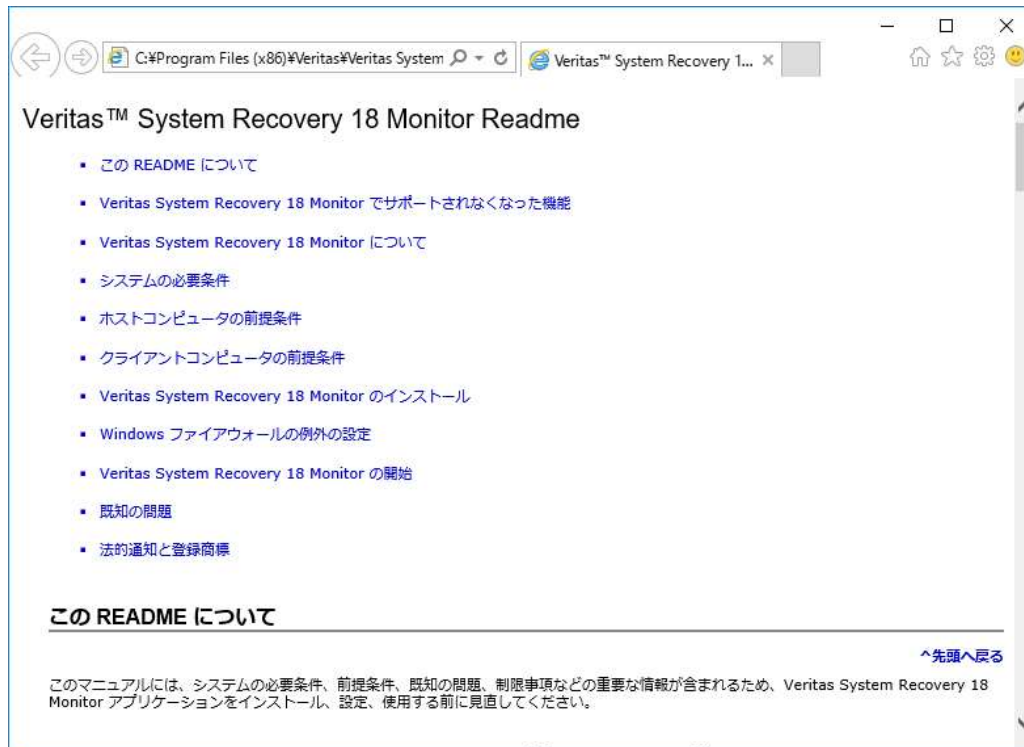 C:¥Program Files (x86)¥Veritas¥Veritas System
Veritas™ System Recovery 1...
Veritas™ System Recovery 18 Monitor Readme
この README について
Veritas System Recovery 18 Monitor でサポートされなくなった機能
Veritas System Recovery 18 Monitor について
システムの必要条件
ホストコンピュータの前提条件
クライアントコンピュータの前提条件
Veritas System Recovery 18 Monitor のインストール
Windows ファイアウォールの例外の設定
Veritas System Recovery 18 Monitor の開始
既知の問題
法的通知と登録商標
この README について
^先頭へ戻る
このマニュアルには、システムの必要条件、前提条件、既知の問題、制限事項などの重要な情報が含まれるため、Veritas System Recovery 18
Monitor アプリケーションをインストール、設定、使用する前に見直してください。